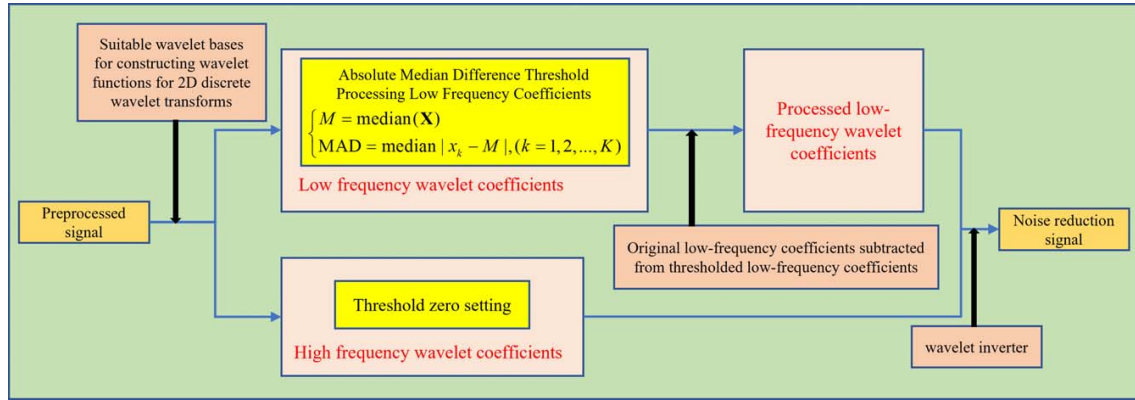 Suitable wavelet bases
for constructing wavelet
functions for 2D discrete
wavelet transforms
Preprocessed
signal
Absolute Median Difference Threshold
Processing Low Frequency Coefficients
M = median(X)
MAD = median | x_k − M |, (k = 1, 2, ..., K)
Low frequency wavelet coefficients
Processed low-
frequency wavelet
coefficients
Original low-frequency coefficients subtracted
from thresholded low-frequency coefficients
Threshold zero setting
High frequency wavelet coefficients
Noise reduction
signal
wavelet inverter